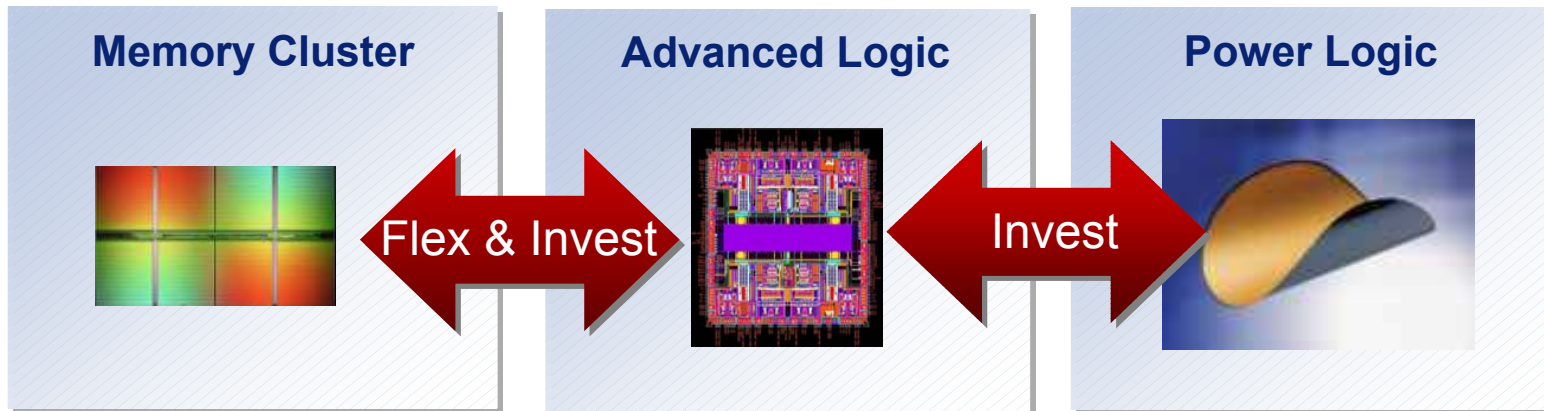 Memory Cluster
Advanced Logic
Power Logic
Flex & Invest
Invest